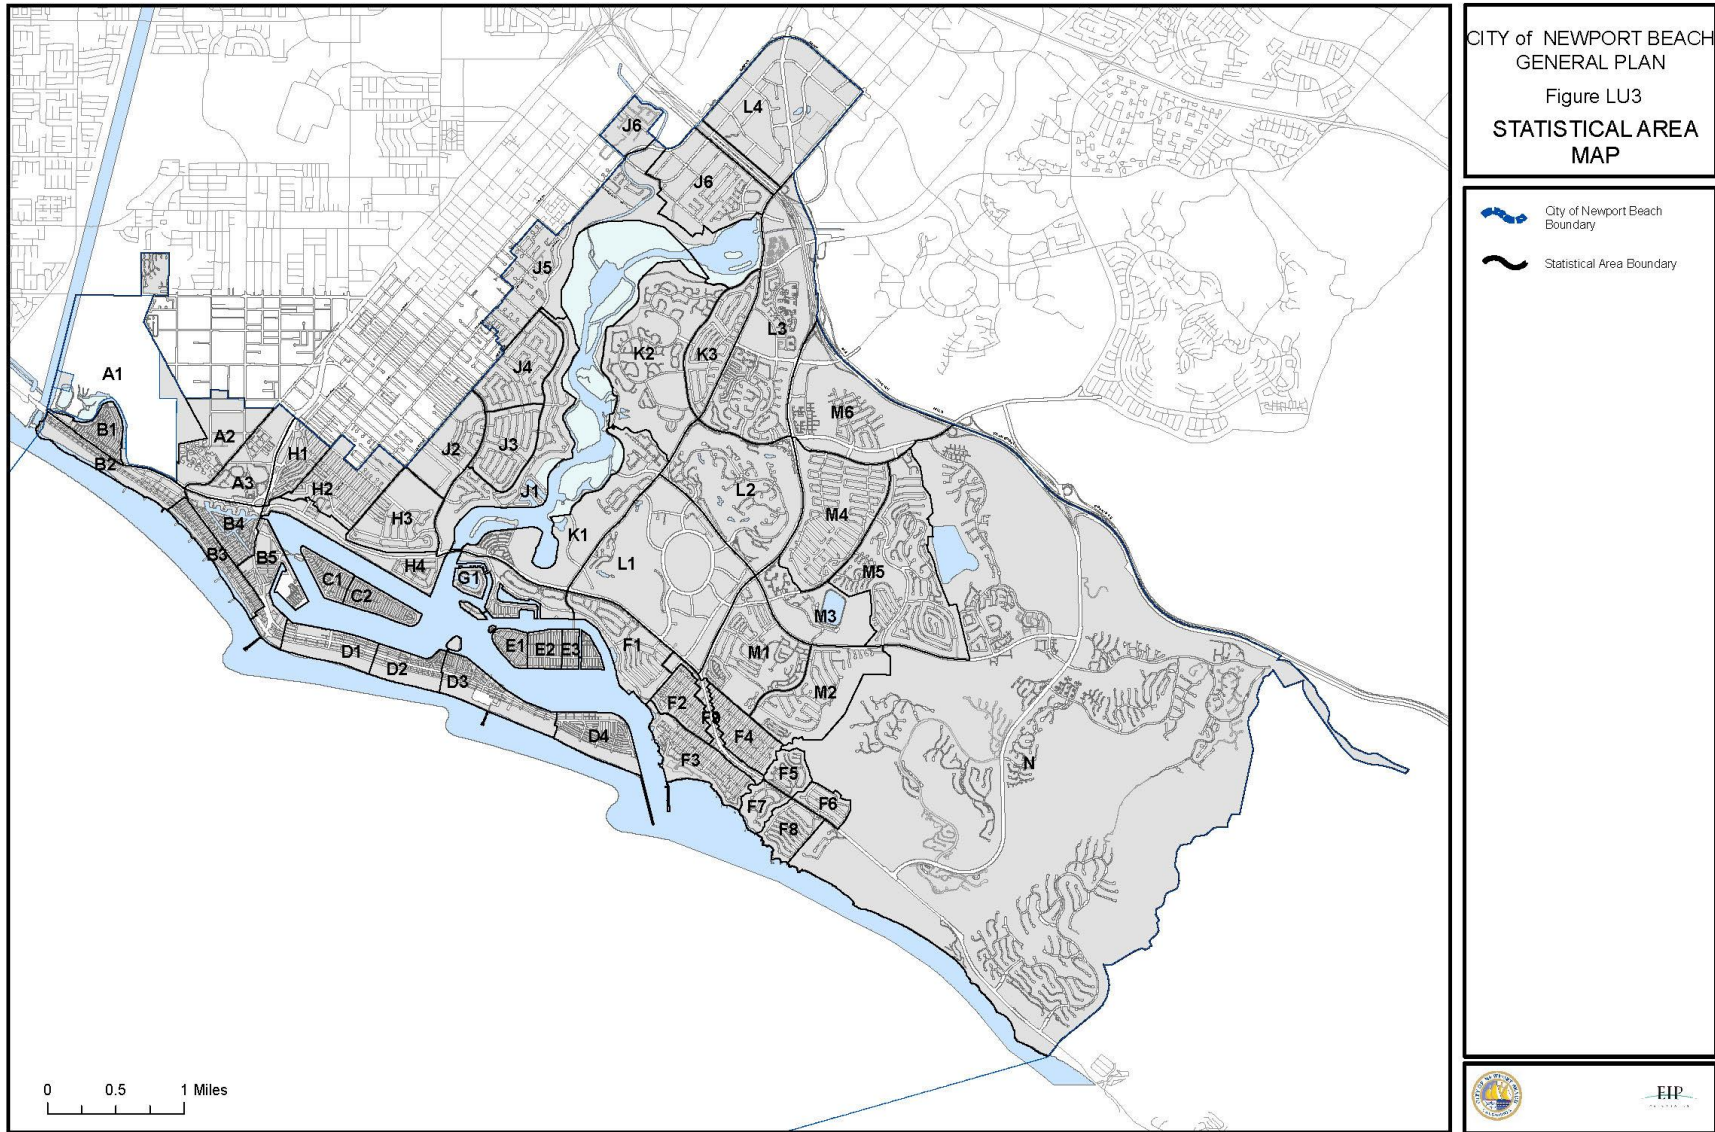 CITY of NEWPORT BEACH
GENERAL PLAN
Figure LU3
STATISTICAL AREA
MAP
City of Newport Beach
Boundary
Statistical Area Boundary
L4
J6
J6
J5
L3
K2
K3
J4
A1
M6
B1
A2
J2
J3
H1
B2
A3
H2
J1
L2
H3
M4
B4
K1
B3
B5
L1
H4
M5
C1
G1
C2
M3
E1
E2
E3
F1
D1
M1
D2
D3
M2
F2
F9
D4
F4
F3
N
F5
F7
F6
F8
0 0.5 1 Miles
EIP